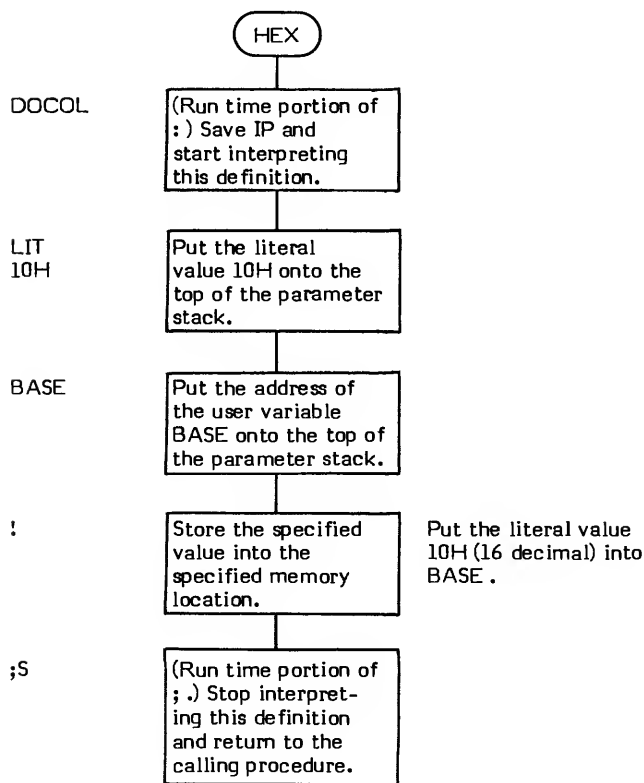 HEX
DOCOL
(Run time portion of
: ) Save IP and
start interpreting
this definition.
LIT
10H
Put the literal
value 10H onto the
top of the parameter
stack.
BASE
Put the address of
the user variable
BASE onto the top of
the parameter stack.
!
Store the specified
value into the
specified memory
location.
Put the literal value
10H (16 decimal) into
BASE .
;S
(Run time portion of
; .) Stop interpret-
ing this definition
and return to the
calling procedure.